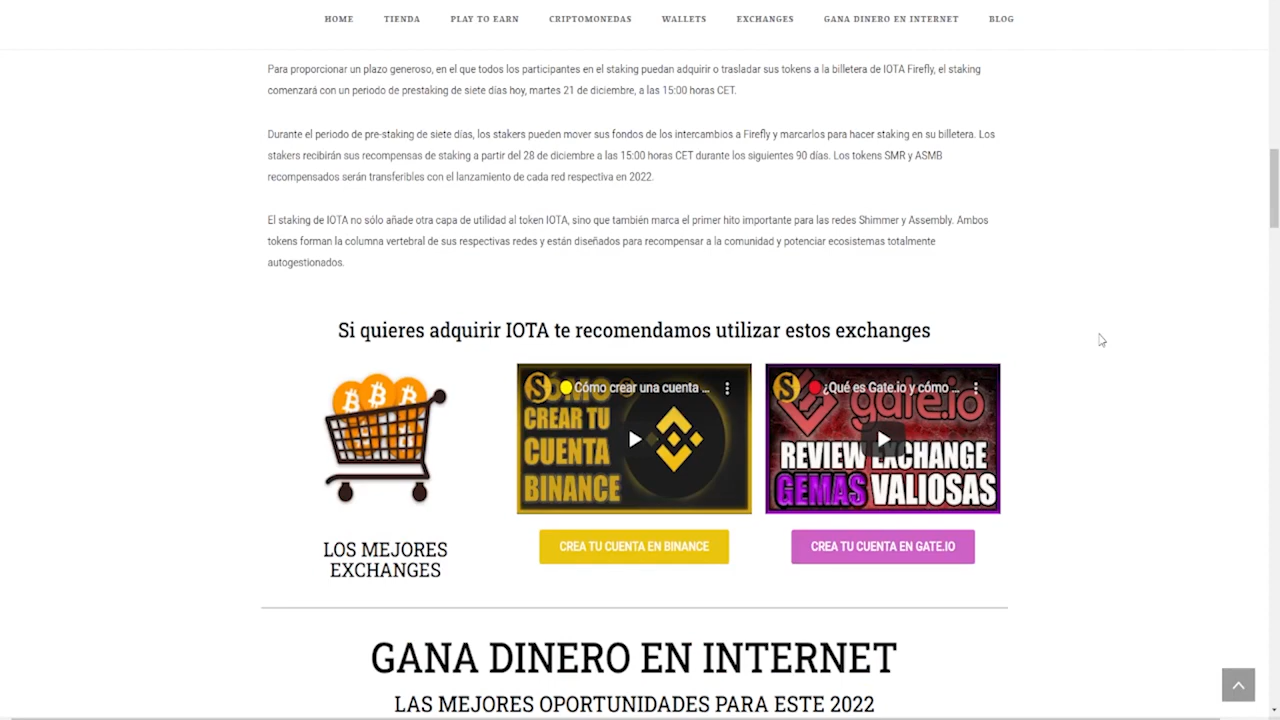 HOME TIENDA PLAY TO EARN CRIPTOMONEDAS WALLETS EXCHANGES GANA DINERO EN INTERNET BLOG
Para proporcionar un plazo generoso, en el que todos los participantes en el staking puedan adquirir o trasladar sus tokens a la billetera de IOTA Firefly, el staking
comenzará con un periodo de prestaking de siete días hoy, martes 21 de diciembre, a las 15:00 horas CET.
Durante el periodo de pre-staking de siete días, los stakers pueden mover sus fondos de los intercambios a Firefly y marcarlos para hacer staking en su billetera. Los
stakers recibirán sus recompensas de staking a partir del 28 de diciembre a las 15:00 horas CET durante los siguientes 90 días. Los tokens SMR y ASMB
recompensados serán transferibles con el lanzamiento de cada red respectiva en 2022.
El staking de IOTA no sólo añade otra capa de utilidad al token IOTA, sino que también marca el primer hito importante para las redes Shimmer y Assembly. Ambos
tokens forman la columna vertebral de sus respectivas redes y están diseñados para recompensar a la comunidad y potenciar ecosistemas totalmente
autogestionados.
Si quieres adquirir IOTA te recomendamos utilizar estos exchanges
LOS MEJORES
EXCHANGES
Cómo crear una cuenta ...
CÓMO
CREAR TU
CUENTA
BINANCE
CREA TU CUENTA EN BINANCE
¿Qué es Gate.io y cómo ...
gate.io
REVIEW EXCHANGE
GEMAS VALIOSAS
CREA TU CUENTA EN GATE.IO
GANA DINERO EN INTERNET
LAS MEJORES OPORTUNIDADES PARA ESTE 2022